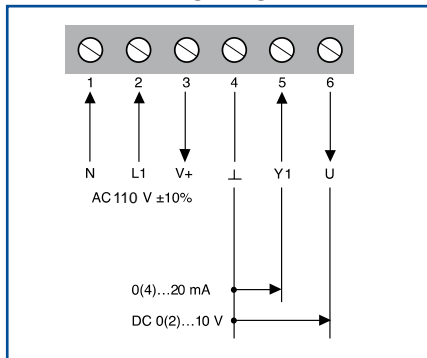 1 2 3 4 5 6
N L1 V+ ⊥ Y1 U
AC 110 V ±10%
0(4)...20 mA
DC 0(2)...10 V